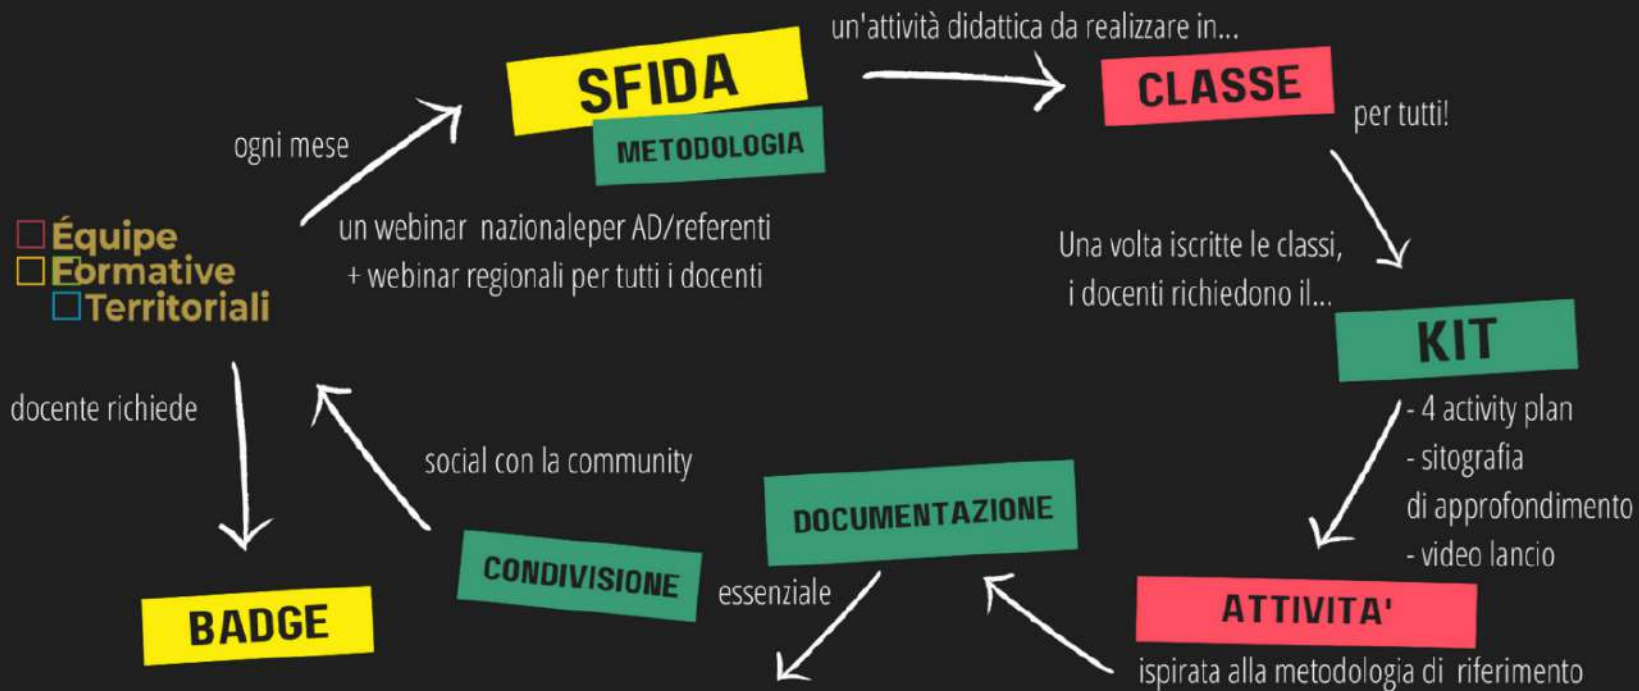 un'attività didattica da realizzare in...
SFIDA
METODOLOGIA
CLASSE
per tutti!
ogni mese
Équipe
Formative
Territoriali
un webinar nazionaleper AD/referenti
+ webinar regionali per tutti i docenti
Una volta iscritte le classi,
i docenti richiedono il...
KIT
- 4 activity plan
- sitografia
di approfondimento
- video lancio
docente richiede
social con la community
DOCUMENTAZIONE
CONDIVISIONE
essenziale
BADGE
ATTIVITA'
ispirata alla metodologia di riferimento